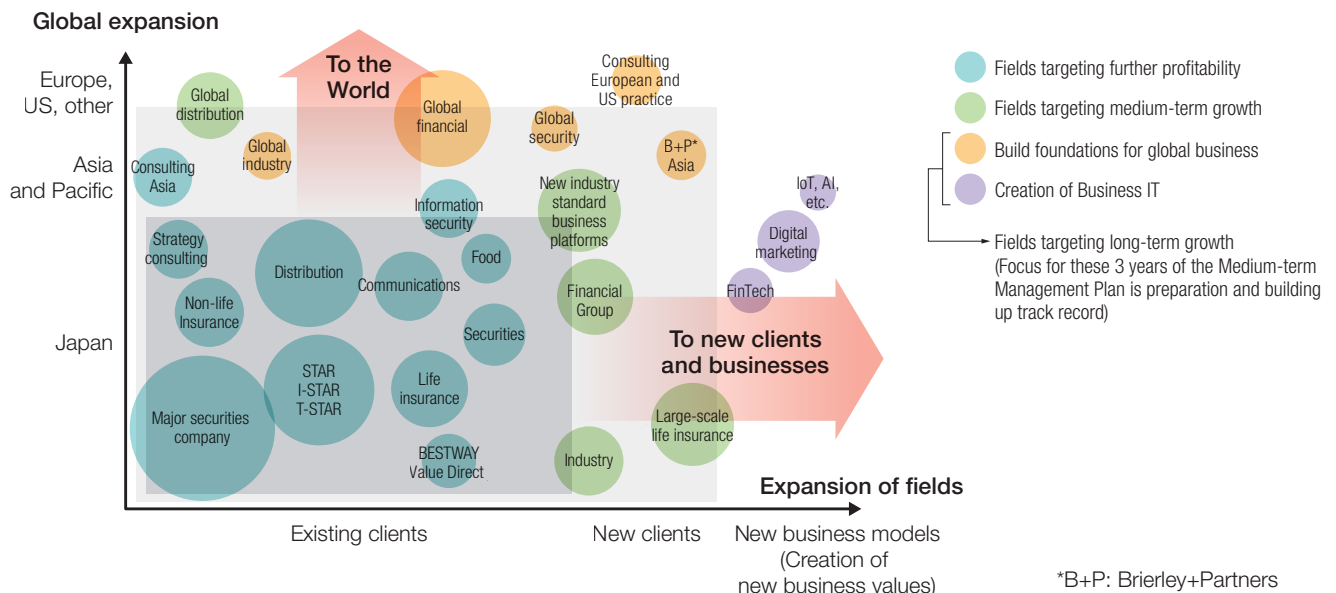 Global expansion
Europe,
US, other
Asia
and Pacific
Japan
To the
World
Global
distribution
Global
industry
Global
financial
Global
security
Consulting
European and
US practice
B+P*
Asia
Consulting
Asia
Information
security
New industry
standard
business
platforms
IoT, AI,
etc.
Digital
marketing
FinTech
Strategy
consulting
Distribution
Communications
Food
Non-life
Insurance
Financial
Group
Securities
To new clients
and businesses
STAR
I-STAR
T-STAR
Life
insurance
Major securities
company
Large-scale
life insurance
BESTWAY
Value Direct
Industry
Expansion of fields
Existing clients
New clients
New business models
(Creation of
new business values)
Fields targeting further profitability
Fields targeting medium-term growth
Build foundations for global business
Creation of Business IT
Fields targeting long-term growth
(Focus for these 3 years of the Medium-term
Management Plan is preparation and building
up track record)
*B+P: Brierley+Partners